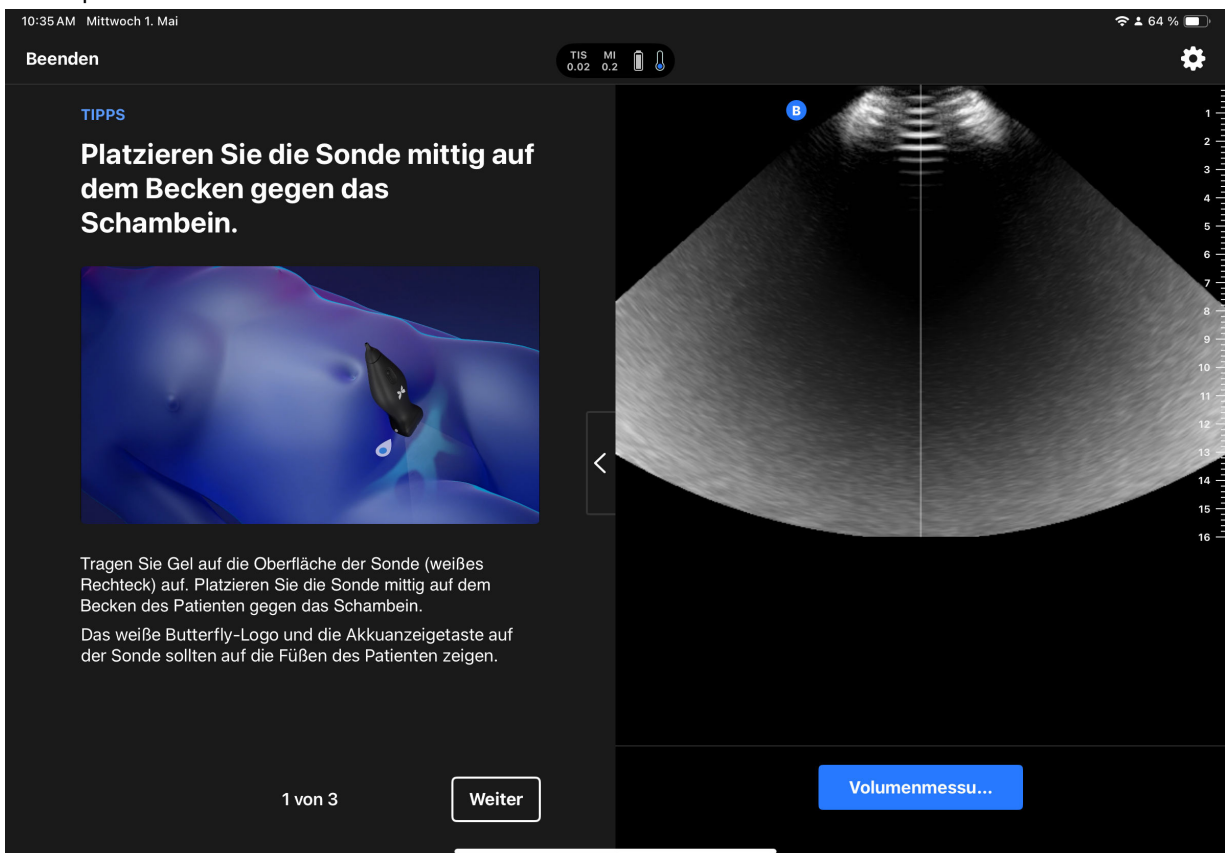 10:35 AM Mittwoch 1. Mai
64 %
Beenden
TIS MI
0.02 0.2
TIPPS
Platzieren Sie die Sonde mittig auf
dem Becken gegen das
Schambein.
Tragen Sie Gel auf die Oberfläche der Sonde (weißes
Rechteck) auf. Platzieren Sie die Sonde mittig auf dem
Becken des Patienten gegen das Schambein.
Das weiße Butterfly-Logo und die Akkuanzeigetaste auf
der Sonde sollten auf die Füßen des Patienten zeigen.
1 von 3
Weiter
B
1
2
3
4
5
6
7
8
9
10
11
12
13
14
15
16
Volumenmessu...